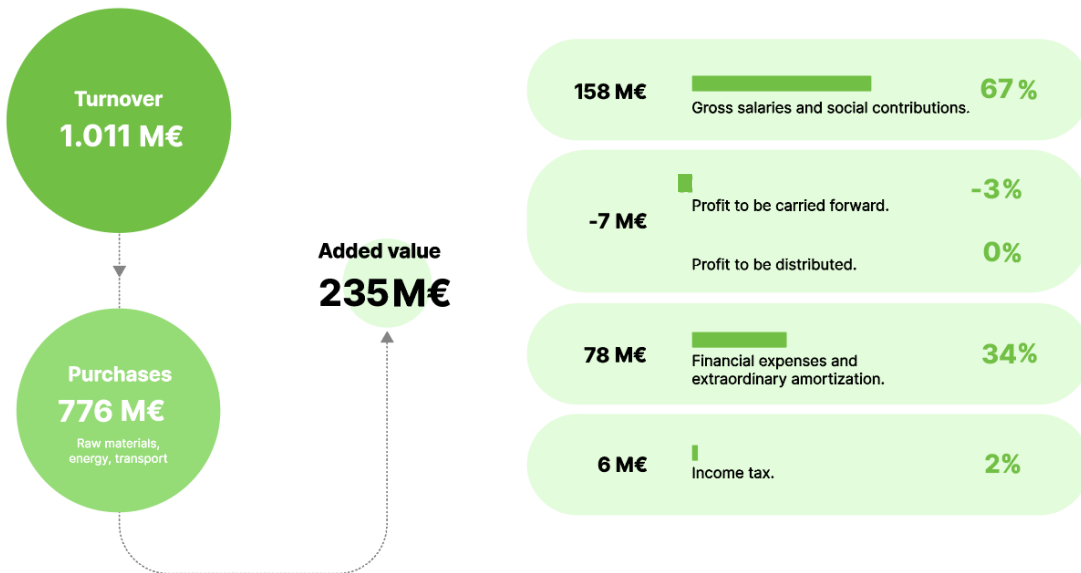 Turnover
1.011 M€
Purchases
776 M€
Raw materials,
energy, transport
Added value
235 M€
158 M€
Gross salaries and social contributions.
67 %
-7 M€
Profit to be carried forward.
-3%
Profit to be distributed.
0%
78 M€
Financial expenses and
extraordinary amortization.
34%
6 M€
Income tax.
2%